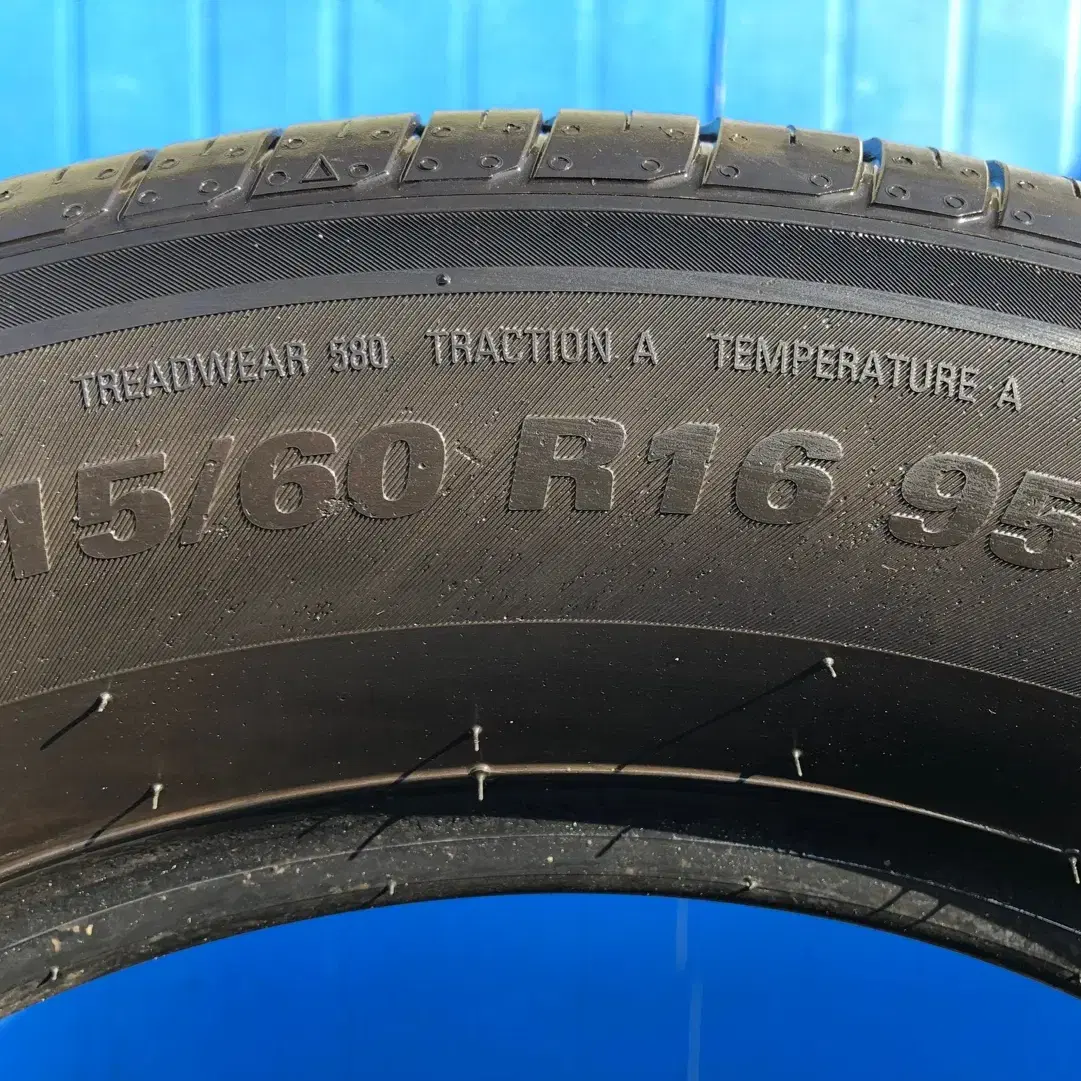 TREADWEAR 580 TRACTION A TEMPERATURE A
15/60 R16 95